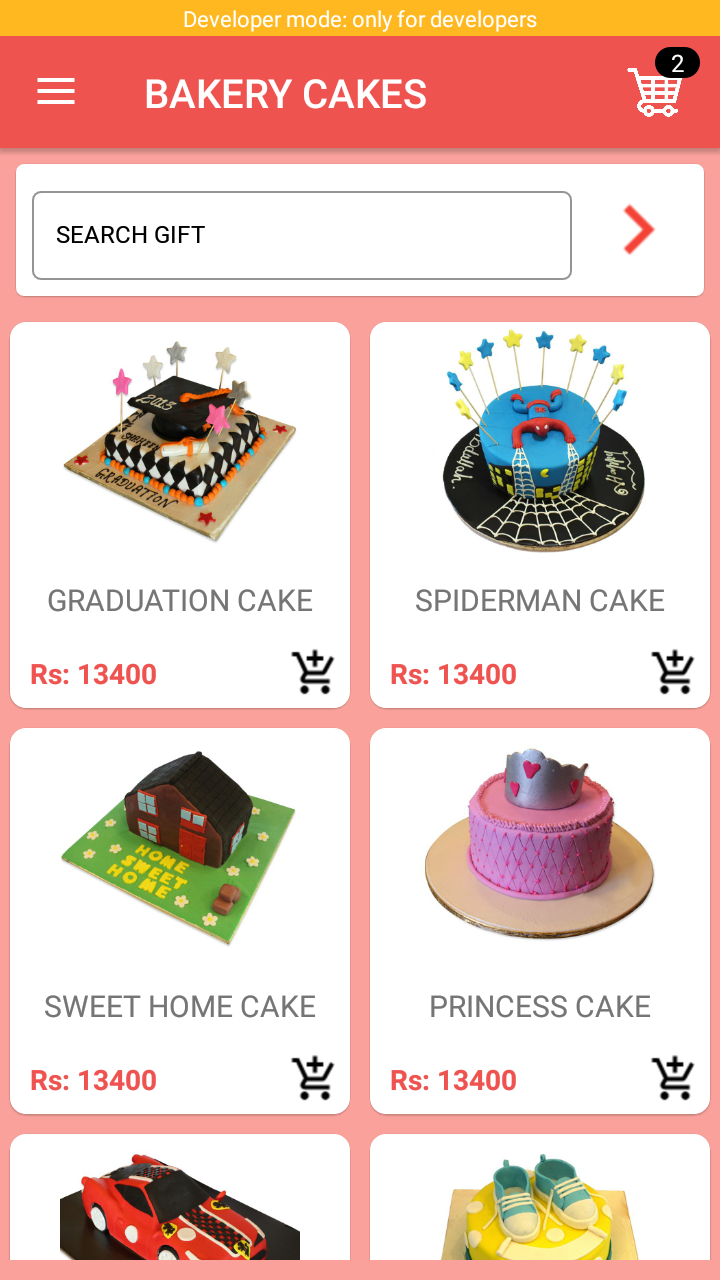 Developer mode: only for developers
BAKERY CAKES
2
SEARCH GIFT
2013
GRADUATION
GRADUATION CAKE
SPIDERMAN CAKE
Rs: 13400
Rs: 13400
HOME
SWEET
HOME
SWEET HOME CAKE
PRINCESS CAKE
Rs: 13400
Rs: 13400